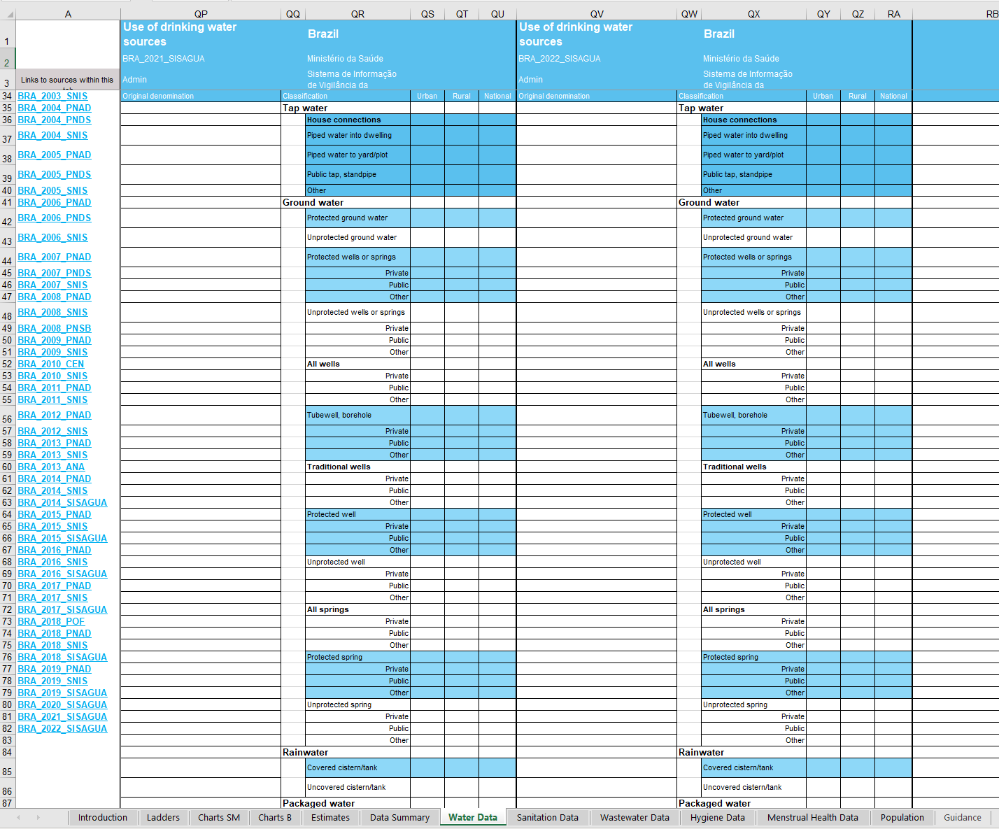 A QP QQ QR QS QT QU QV QW QX QY QZ RA RB
1 Use of drinking water sources Brazil Use of drinking water sources Brazil
2 BRA_2021_SISAGUA Ministério da Saúde BRA_2022_SISAGUA Ministério da Saúde
3 Links to sources within this Admin Sistema de Informação de Vigilância da Admin Sistema de Informação de Vigilância da
34 BRA_2003_SNIS Original denomination Classification Urban Rural National Original denomination Classification Urban Rural National
35 BRA_2004_PNAD Tap water Tap water
36 BRA_2004_PNDS House connections House connections
37 BRA_2004_SNIS Piped water into dwelling Piped water into dwelling
38 BRA_2005_PNAD Piped water to yard/plot Piped water to yard/plot
39 BRA_2005_PNDS Public tap, standpipe Public tap, standpipe
40 BRA_2005_SNIS Other Other
41 BRA_2006_PNAD Ground water Ground water
42 BRA_2006_PNDS Protected ground water Protected ground water
43 BRA_2006_SNIS Unprotected ground water Unprotected ground water
44 BRA_2007_PNAD Protected wells or springs Protected wells or springs
45 BRA_2007_PNDS Private Private
46 BRA_2007_SNIS Public Public
47 BRA_2008_PNAD Other Other
48 BRA_2008_SNIS Unprotected wells or springs Unprotected wells or springs
49 BRA_2008_PNSB Private Private
50 BRA_2009_PNAD Public Public
51 BRA_2009_SNIS Other Other
52 BRA_2010_CEN All wells All wells
53 BRA_2010_SNIS Private Private
54 BRA_2011_PNAD Public Public
55 BRA_2011_SNIS Other Other
56 BRA_2012_PNAD Tubewell, borehole Tubewell, borehole
57 BRA_2012_SNIS Private Private
58 BRA_2013_PNAD Public Public
59 BRA_2013_SNIS Other Other
60 BRA_2013_ANA Traditional wells Traditional wells
61 BRA_2014_PNAD Private Private
62 BRA_2014_SNIS Public Public
63 BRA_2014_SISAGUA Other Other
64 BRA_2015_PNAD Protected well Protected well
65 BRA_2015_SNIS Private Private
66 BRA_2015_SISAGUA Public Public
67 BRA_2016_PNAD Other Other
68 BRA_2016_SNIS Unprotected well Unprotected well
69 BRA_2016_SISAGUA Private Private
70 BRA_2017_PNAD Public Public
71 BRA_2017_SNIS Other Other
72 BRA_2017_SISAGUA All springs All springs
73 BRA_2018_POF Private Private
74 BRA_2018_PNAD Public Public
75 BRA_2018_SNIS Other Other
76 BRA_2018_SISAGUA Protected spring Protected spring
77 BRA_2019_PNAD Private Private
78 BRA_2019_SNIS Public Public
79 BRA_2019_SISAGUA Other Other
80 BRA_2020_SISAGUA Unprotected spring Unprotected spring
81 BRA_2021_SISAGUA Private Private
82 BRA_2022_SISAGUA Public Public
83 Other Other
84 Rainwater Rainwater
85 Covered cistern/tank Covered cistern/tank
86 Uncovered cistern/tank Uncovered cistern/tank
87 Packaged water Packaged water
Introduction Ladders Charts SM Charts B Estimates Data Summary Water Data Sanitation Data Wastewater Data Hygiene Data Menstrual Health Data Population Guidance